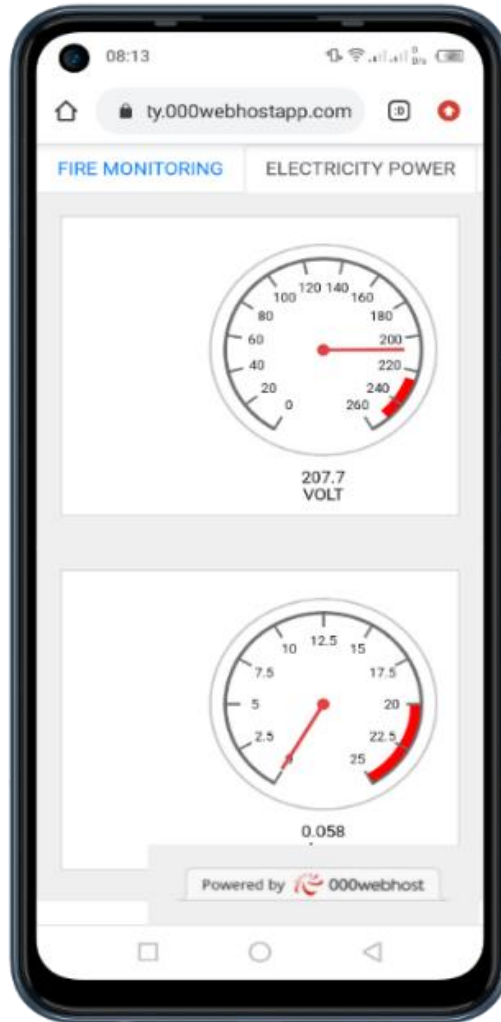 08:13
ty.000webhostapp.com
FIRE MONITORING
ELECTRICITY POWER
0 20 40 60 80 100 120 140 160 180 200 220 240 260
207.7
VOLT
0 2.5 5 7.5 10 12.5 15 17.5 20 22.5 25
0.058
Powered by 000webhost